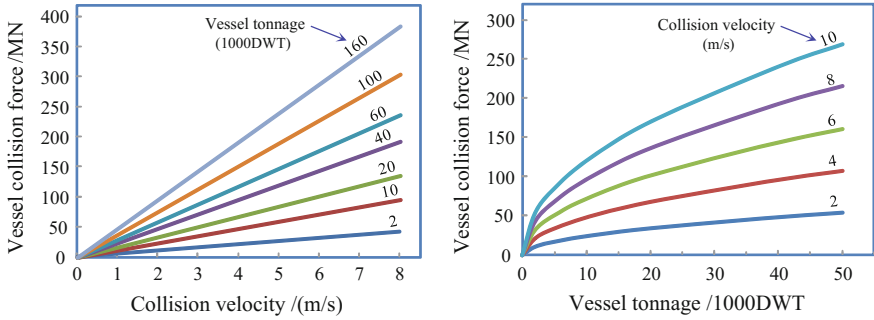 Vessel collision force /MN
400
350
300
250
200
150
100
50
0
Vessel tonnage
(1000DWT)
160
100
60
40
20
10
2
0 1 2 3 4 5 6 7 8
Collision velocity /(m/s)
Vessel collision force /MN
300
250
200
150
100
50
0
Collision velocity
(m/s)
10
8
6
4
2
0 10 20 30 40 50
Vessel tonnage /1000DWT